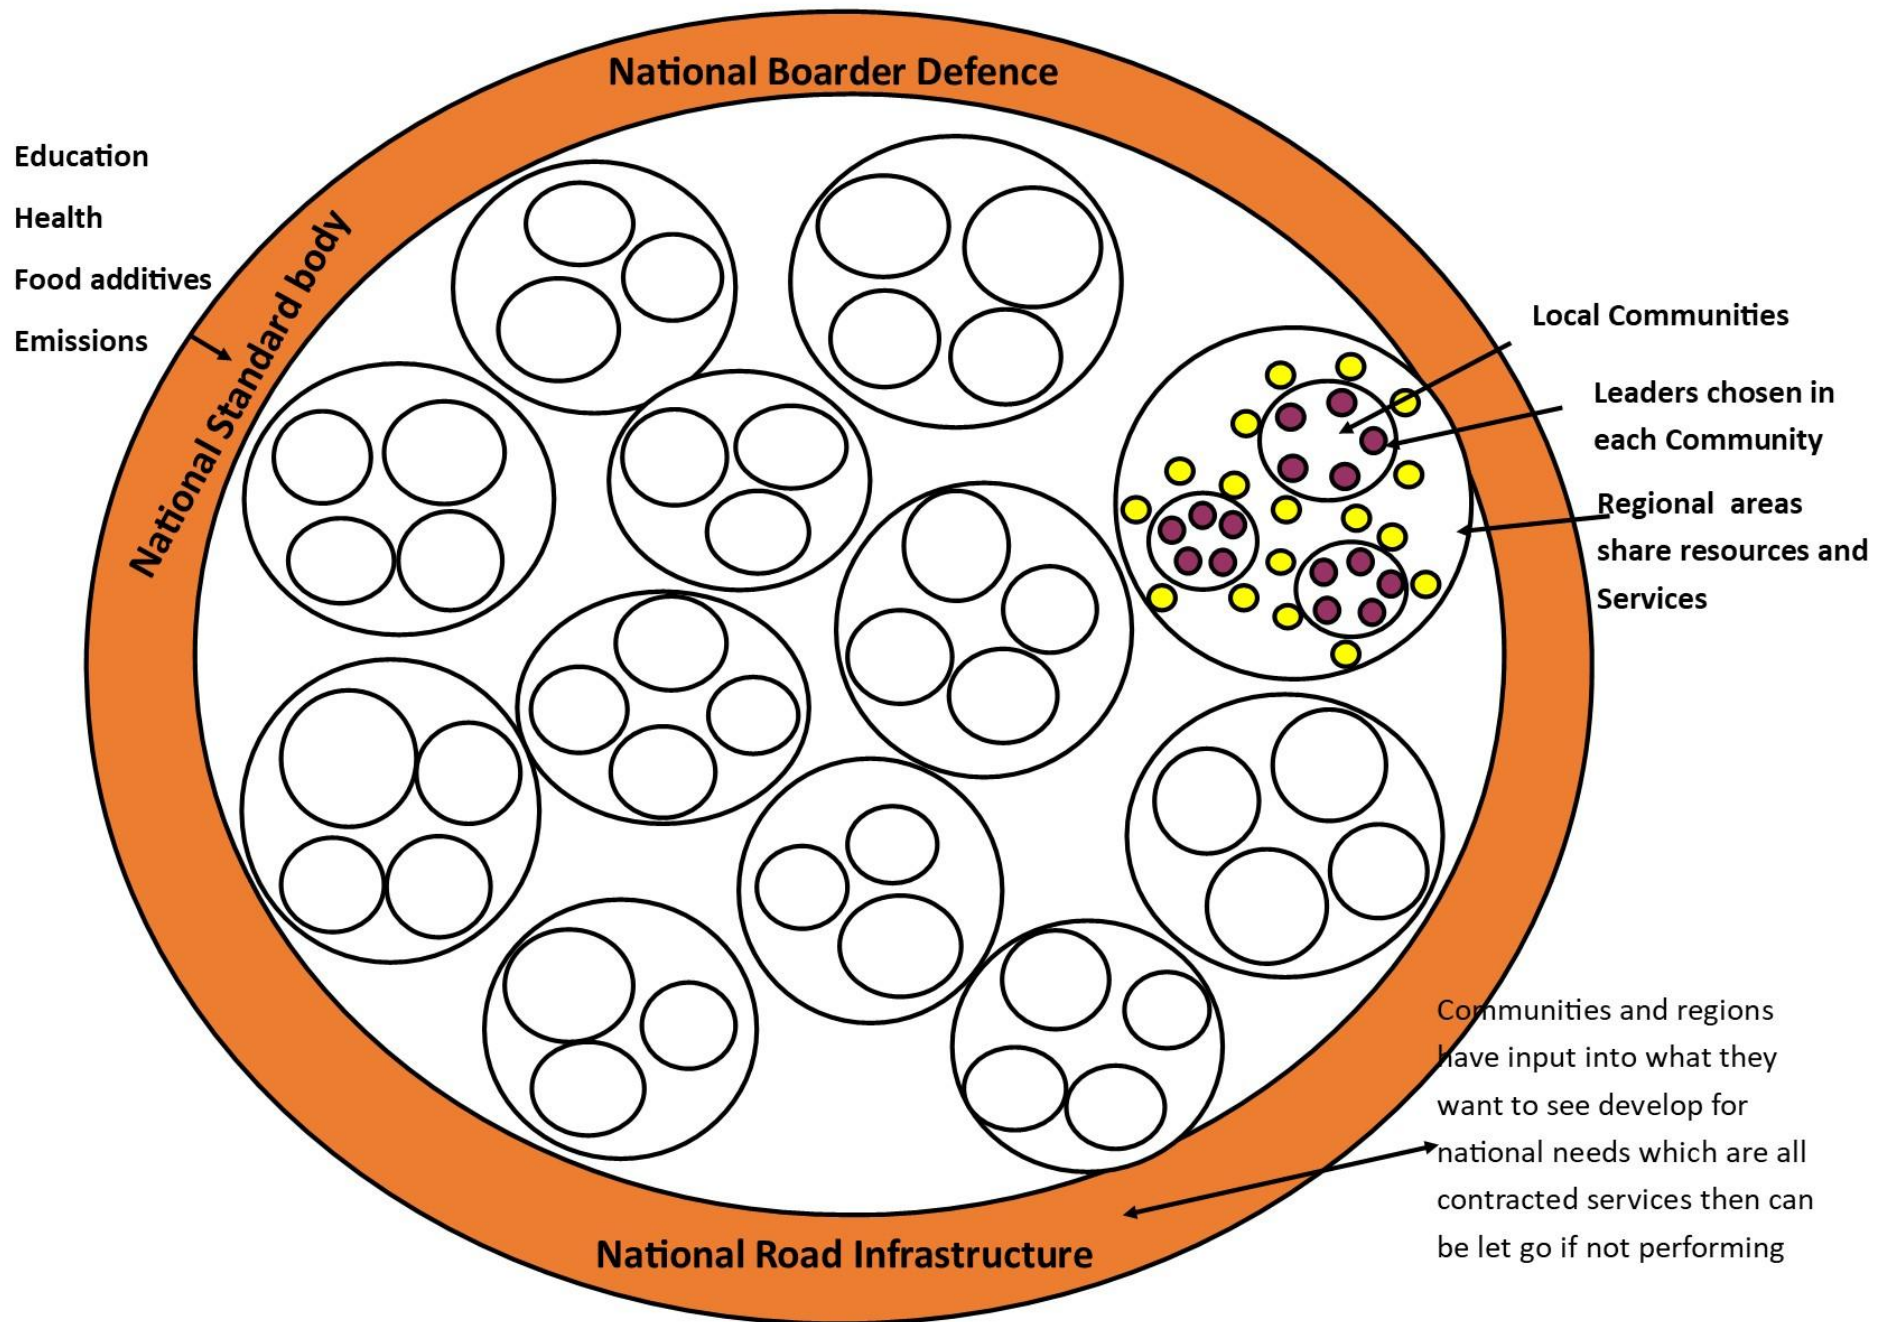 National Boarder Defence
Education
Health
Food additives
Emissions
National Standard body
Local Communities
Leaders chosen in
each Community
Regional areas
share resources and
Services
Communities and regions
have input into what they
want to see develop for
national needs which are all
contracted services then can
be let go if not performing
National Road Infrastructure